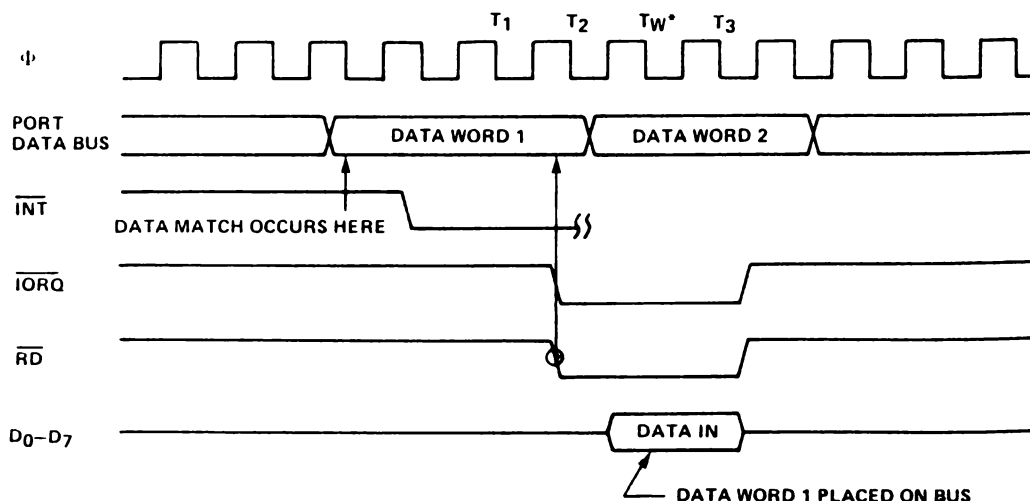 T1 T2 TW* T3
Φ
PORT
DATA BUS
DATA WORD 1 DATA WORD 2
INT
DATA MATCH OCCURS HERE
IORQ
RD
D0–D7
DATA IN
DATA WORD 1 PLACED ON BUS